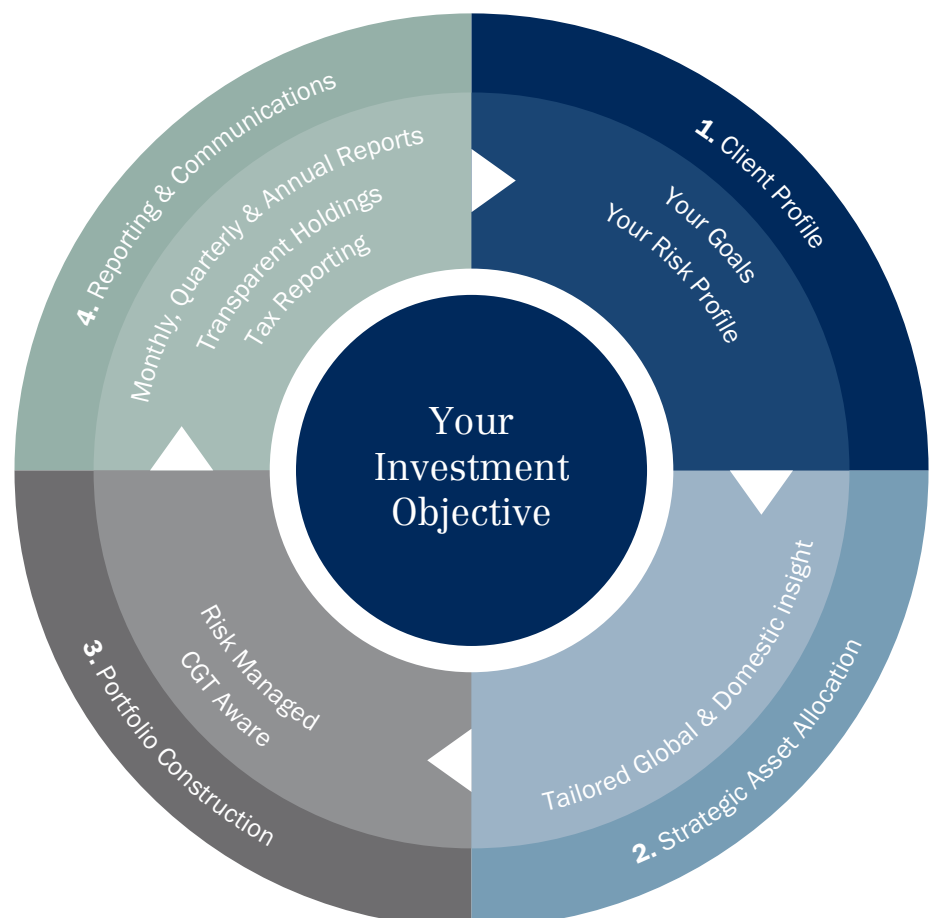 1. Client Profile
Your Goals
Your Risk Profile
2. Strategic Asset Allocation
Tailored Global & Domestic insight
3. Portfolio Construction
Risk Managed
CGT Aware
4. Reporting & Communications
Monthly, Quarterly & Annual Reports
Transparent Holdings
Tax Reporting
Your
Investment
Objective